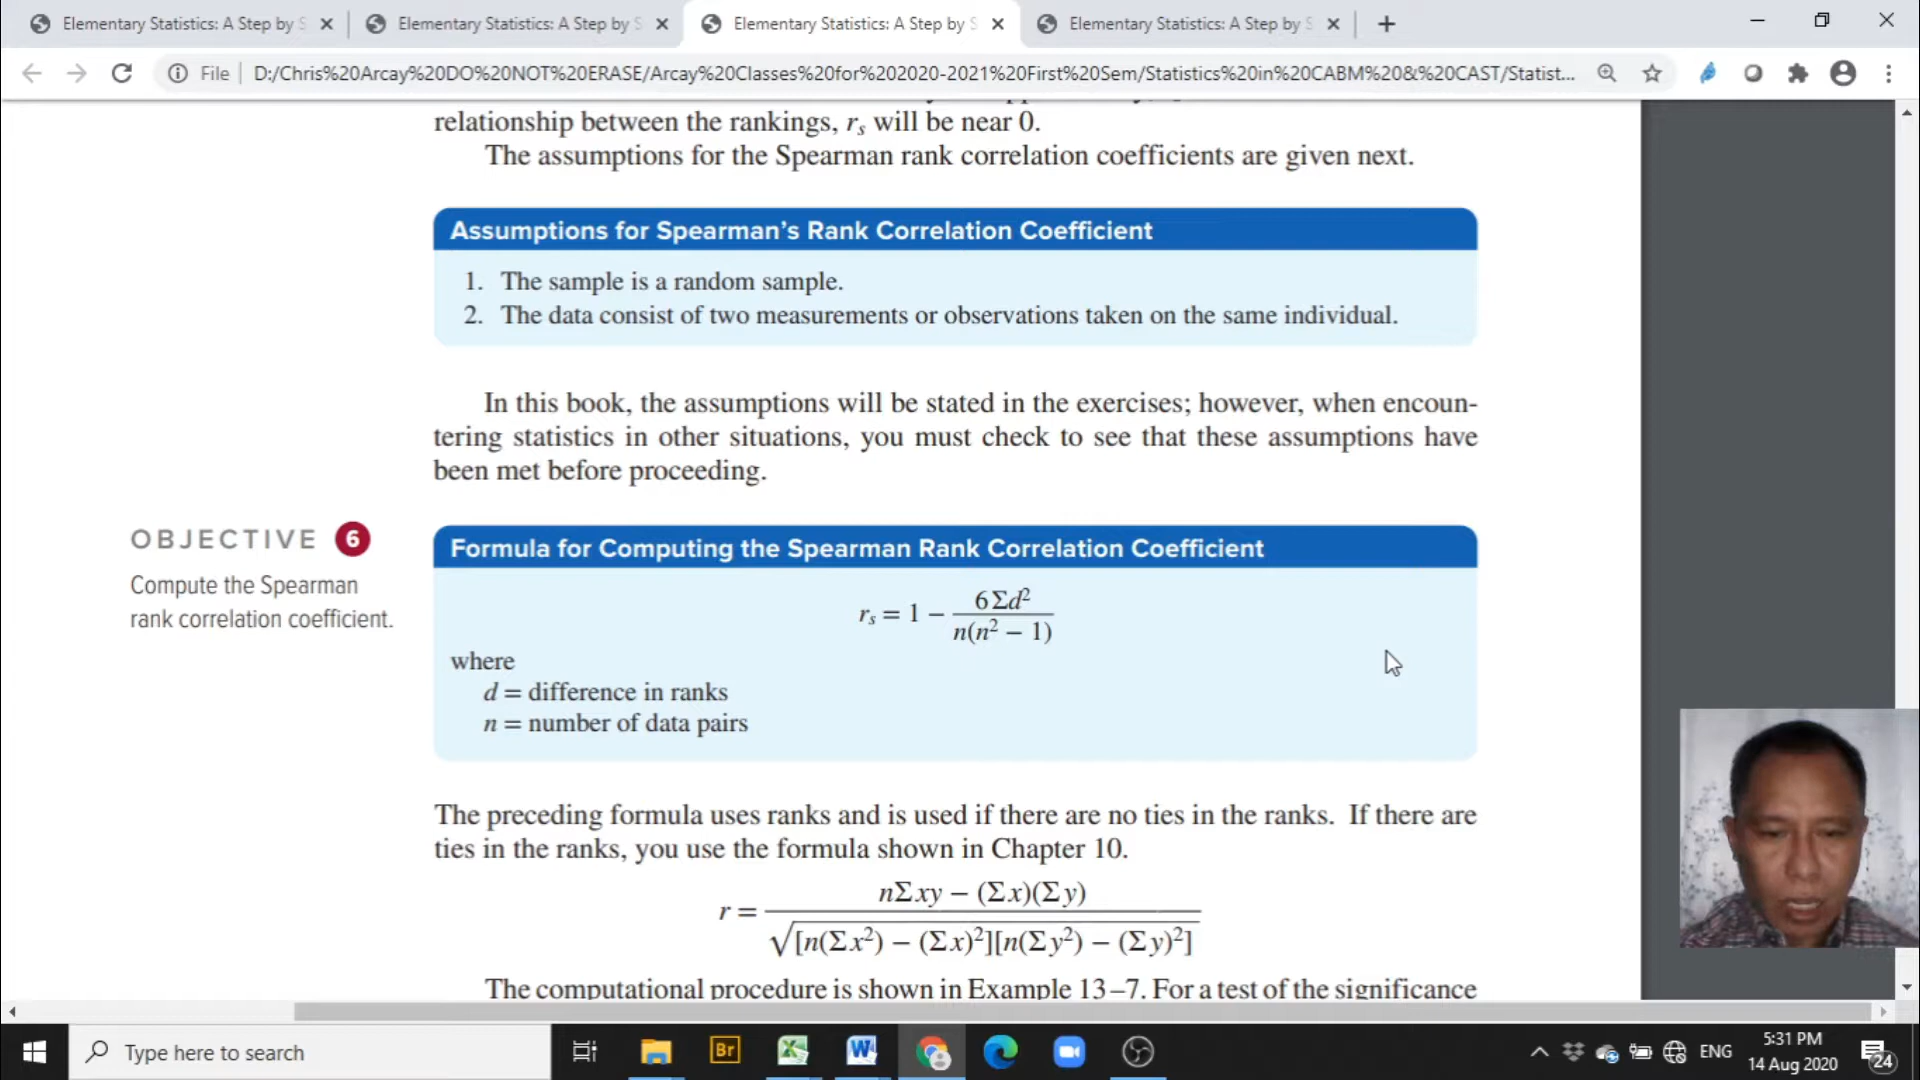 Elementary Statistics: A Step by S
Elementary Statistics: A Step by S
Elementary Statistics: A Step by S
Elementary Statistics: A Step by S
File
D:/Chris%20Arcay%20DO%20NOT%20ERASE/Arcay%20Classes%20for%202020-2021%20First%20Sem/Statistics%20in%20CABM%20&%20CAST/Statist...
relationship between the rankings, rₛ will be near 0.
The assumptions for the Spearman rank correlation coefficients are given next.
Assumptions for Spearman's Rank Correlation Coefficient
1. The sample is a random sample.
2. The data consist of two measurements or observations taken on the same individual.
In this book, the assumptions will be stated in the exercises; however, when encoun-
tering statistics in other situations, you must check to see that these assumptions have
been met before proceeding.
OBJECTIVE 6
Compute the Spearman
rank correlation coefficient.
Formula for Computing the Spearman Rank Correlation Coefficient
rₛ = 1 − 6Σd² / n(n² − 1)
where
d = difference in ranks
n = number of data pairs
The preceding formula uses ranks and is used if there are no ties in the ranks. If there are
ties in the ranks, you use the formula shown in Chapter 10.
r = nΣxy − (Σx)(Σy) / √[n(Σx²) − (Σx)²][n(Σy²) − (Σy)²]
The computational procedure is shown in Example 13–7. For a test of the significance
Type here to search
Br
ENG
5:31 PM
14 Aug 2020
24